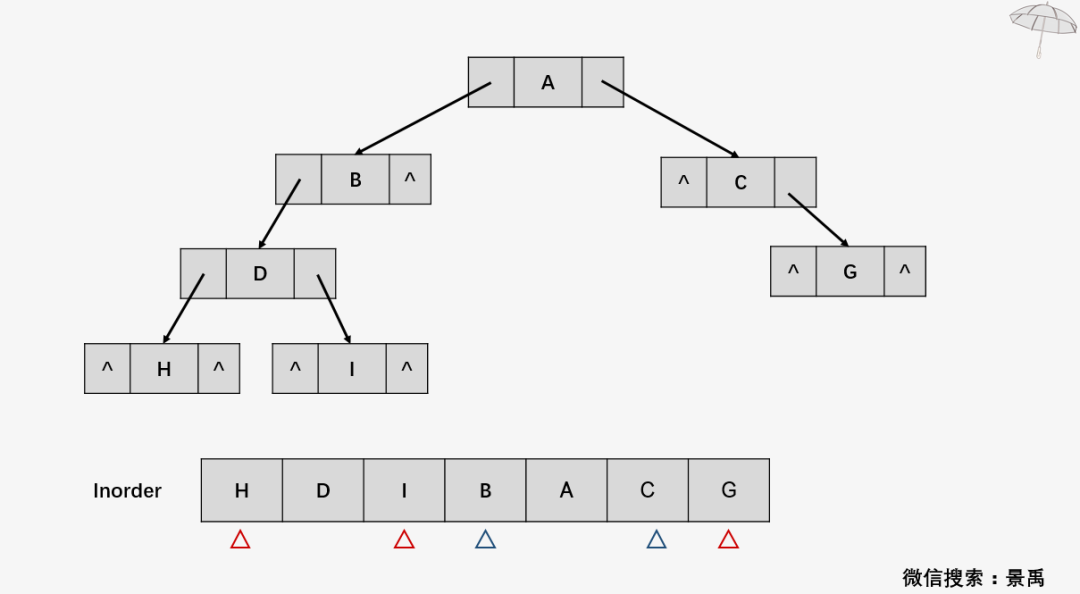 A
B ^
^ C
D
^ G ^
^ H ^
^ I ^
Inorder H D I B A C G
微信搜索：景禹